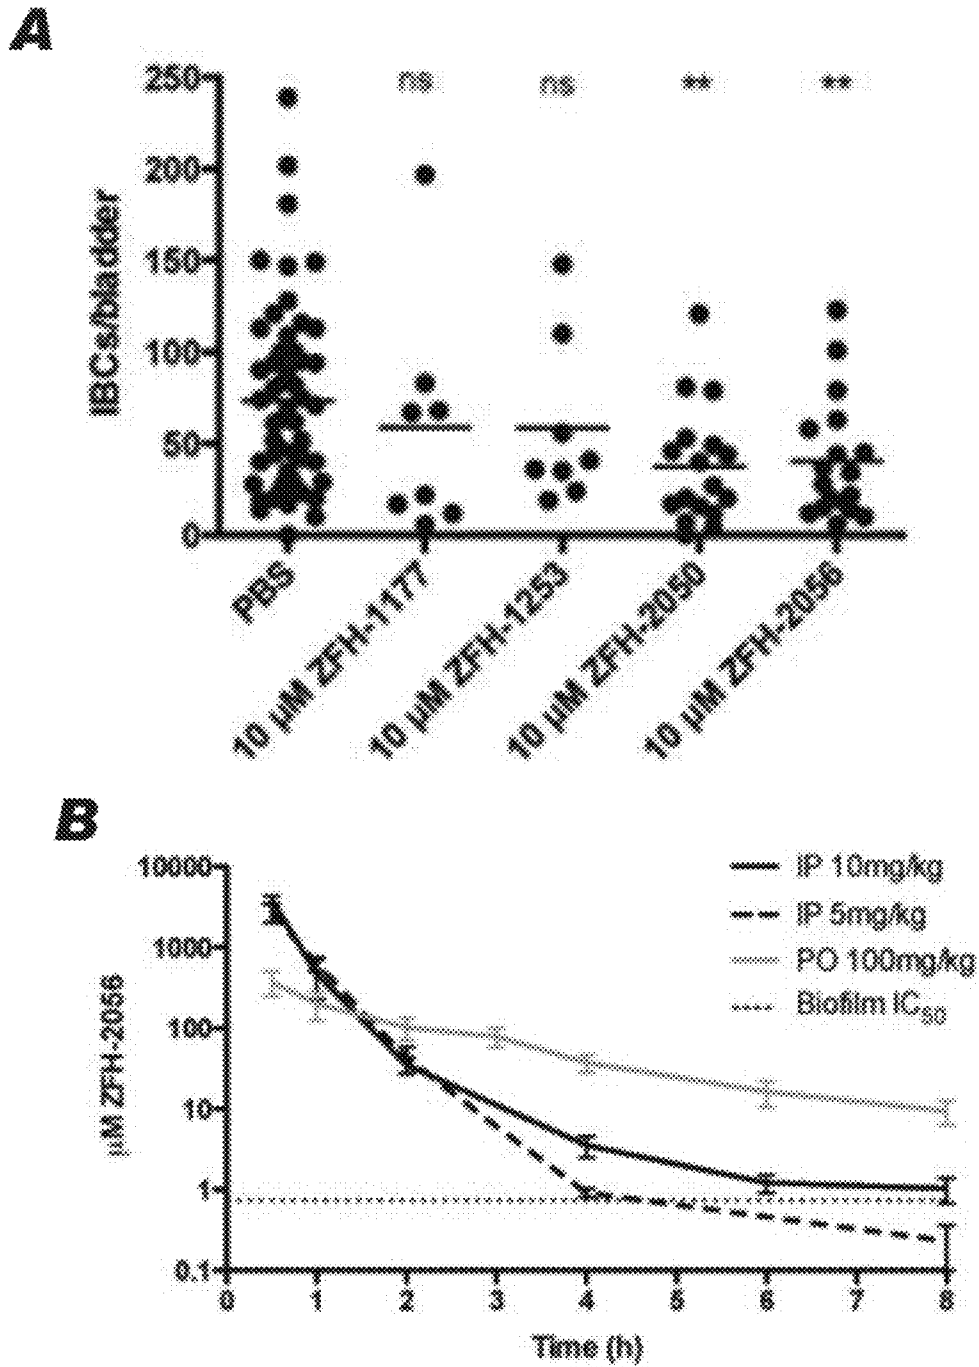 A
250
200
150
100
50
0
IBCs/bladder
ns ns ** **
PBS
10 µM ZFH-1177
10 µM ZFH-1253
10 µM ZFH-2050
10 µM ZFH-2056
B
10000
1000
100
10
1
0.1
µM ZFH-2056
IP 10mg/kg
IP 5mg/kg
PO 100mg/kg
Biofilm IC50
0 1 2 3 4 5 6 7 8
Time (h)